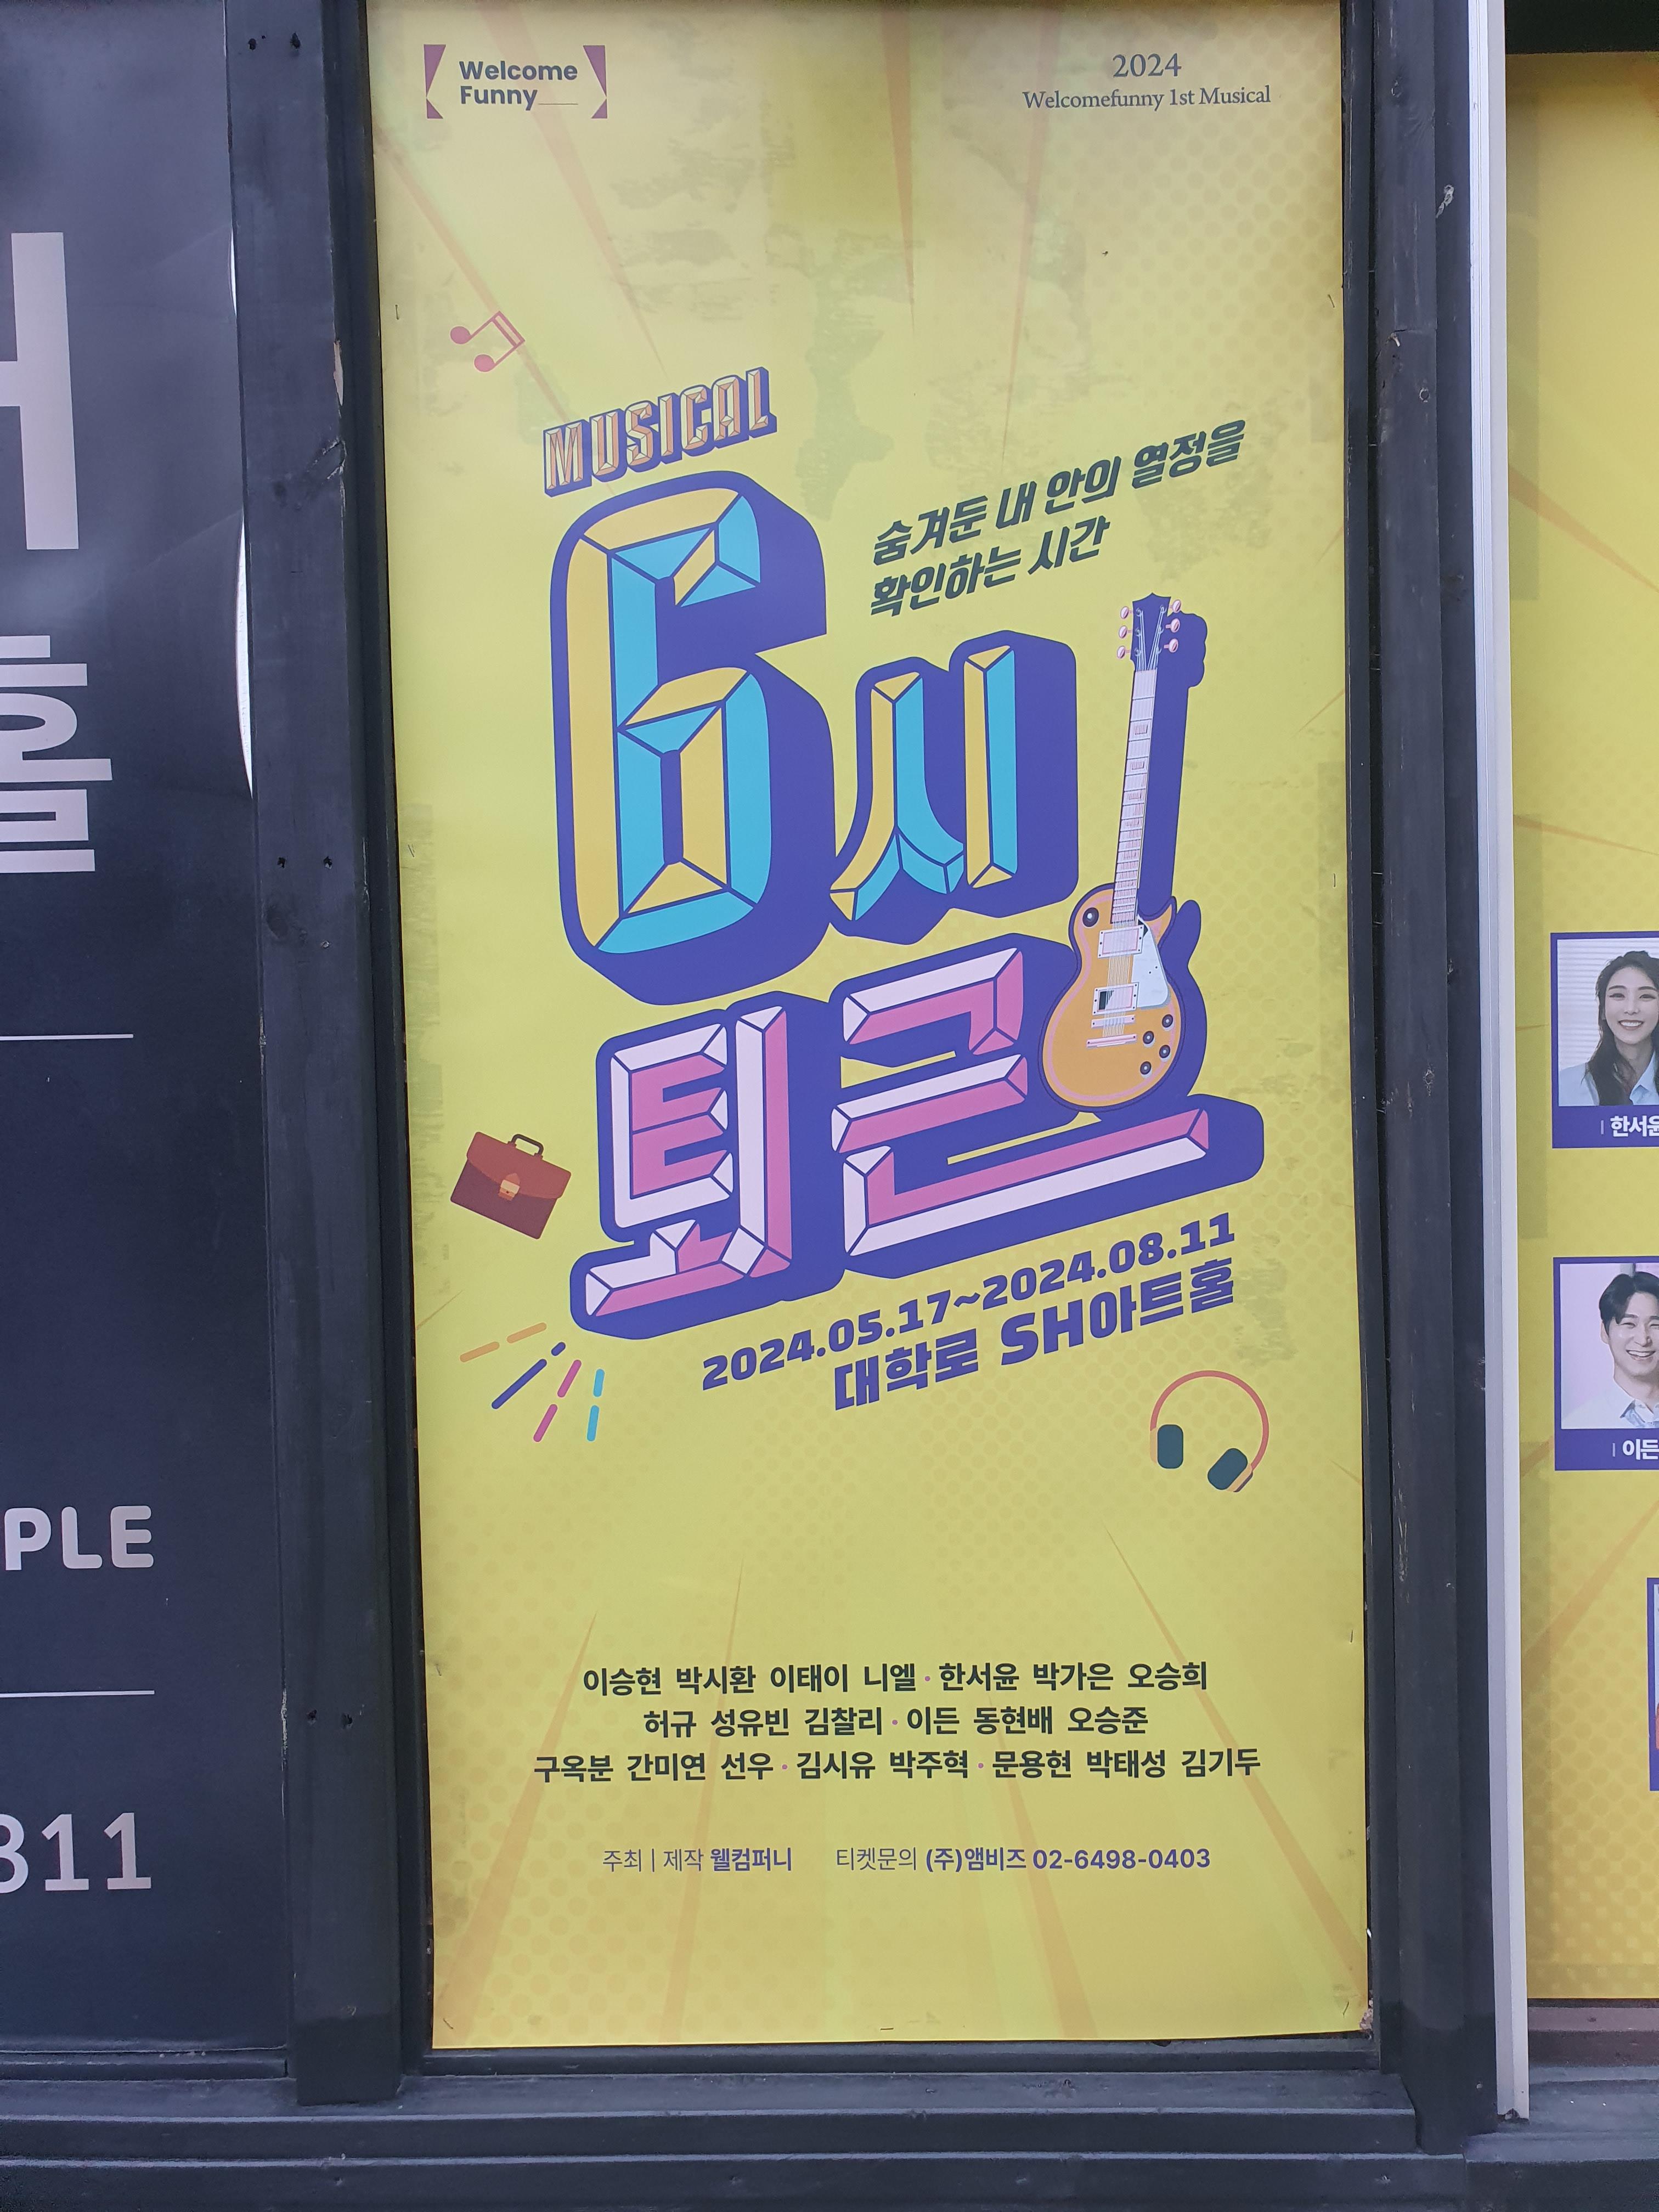 Welcome
Funny
2024
Welcomefunny 1st Musical
MUSICAL
숨겨둔 내 안의 열정을
확인하는 시간
6시
퇴근
2024.05.17~2024.08.11
대학로 SH아트홀
이승현 박시환 이태이 니엘·한서윤 박가은 오승희
허규 성유빈 김찰리·이든 동현배 오승준
구옥분 간미연 선우·김시유 박주혁·문용현 박태성 김기두
주최 | 제작 웰컴퍼니 티켓문의 (주)앰비즈 02-6498-0403
H
홀
PLE
311
한서윤
이든